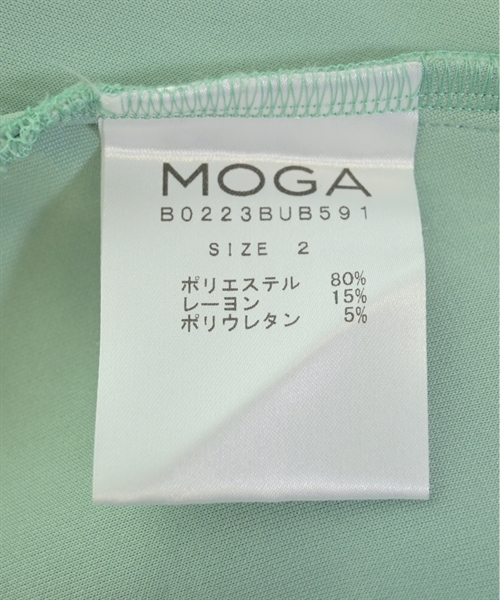 MOGA
B0223BUB591
SIZE 2
ポリエステル 80%
レーヨン 15%
ポリウレタン 5%